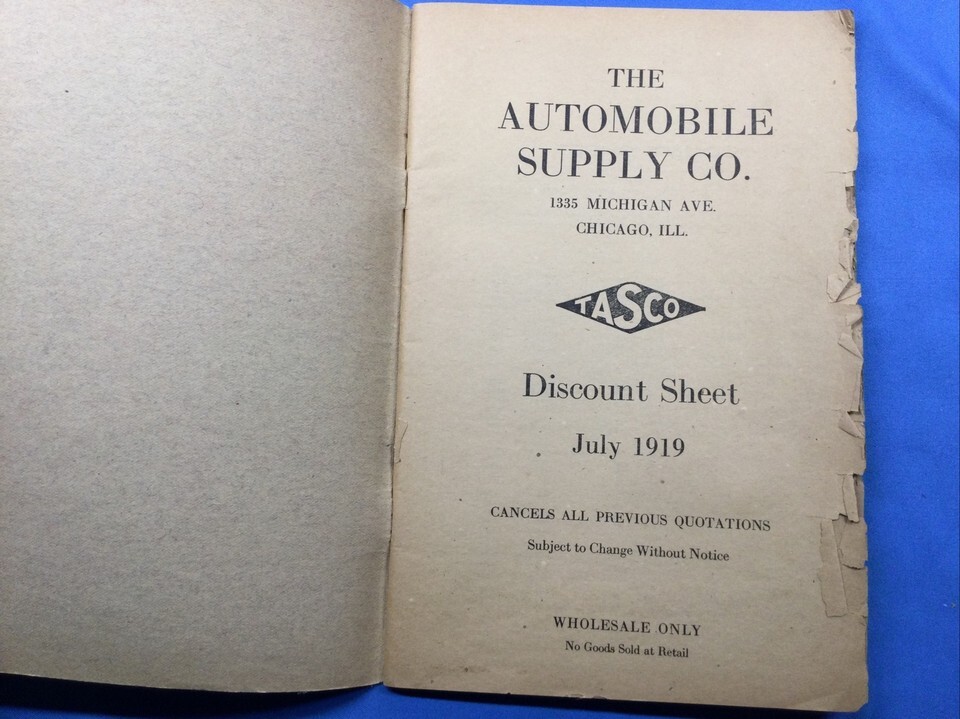 THE
AUTOMOBILE
SUPPLY CO.
1335 MICHIGAN AVE.
CHICAGO, ILL.
TASCO
Discount Sheet
July 1919
CANCELS ALL PREVIOUS QUOTATIONS
Subject to Change Without Notice
WHOLESALE ONLY
No Goods Sold at Retail